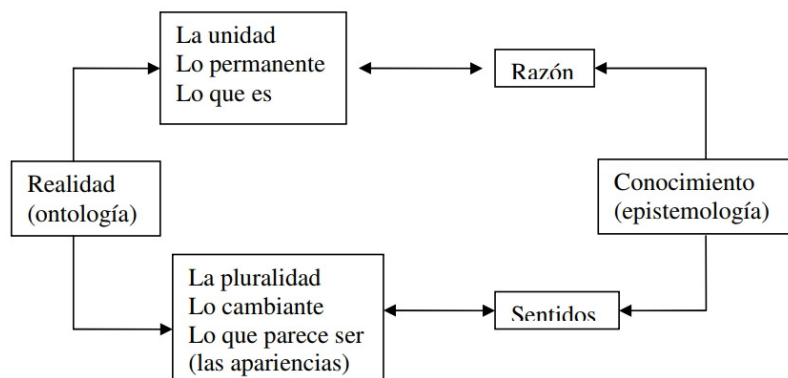 La unidad
Lo permanente
Lo que es
Razón
Realidad
(ontología)
Conocimiento
(epistemología)
La pluralidad
Lo cambiante
Lo que parece ser
(las apariencias)
Sentidos